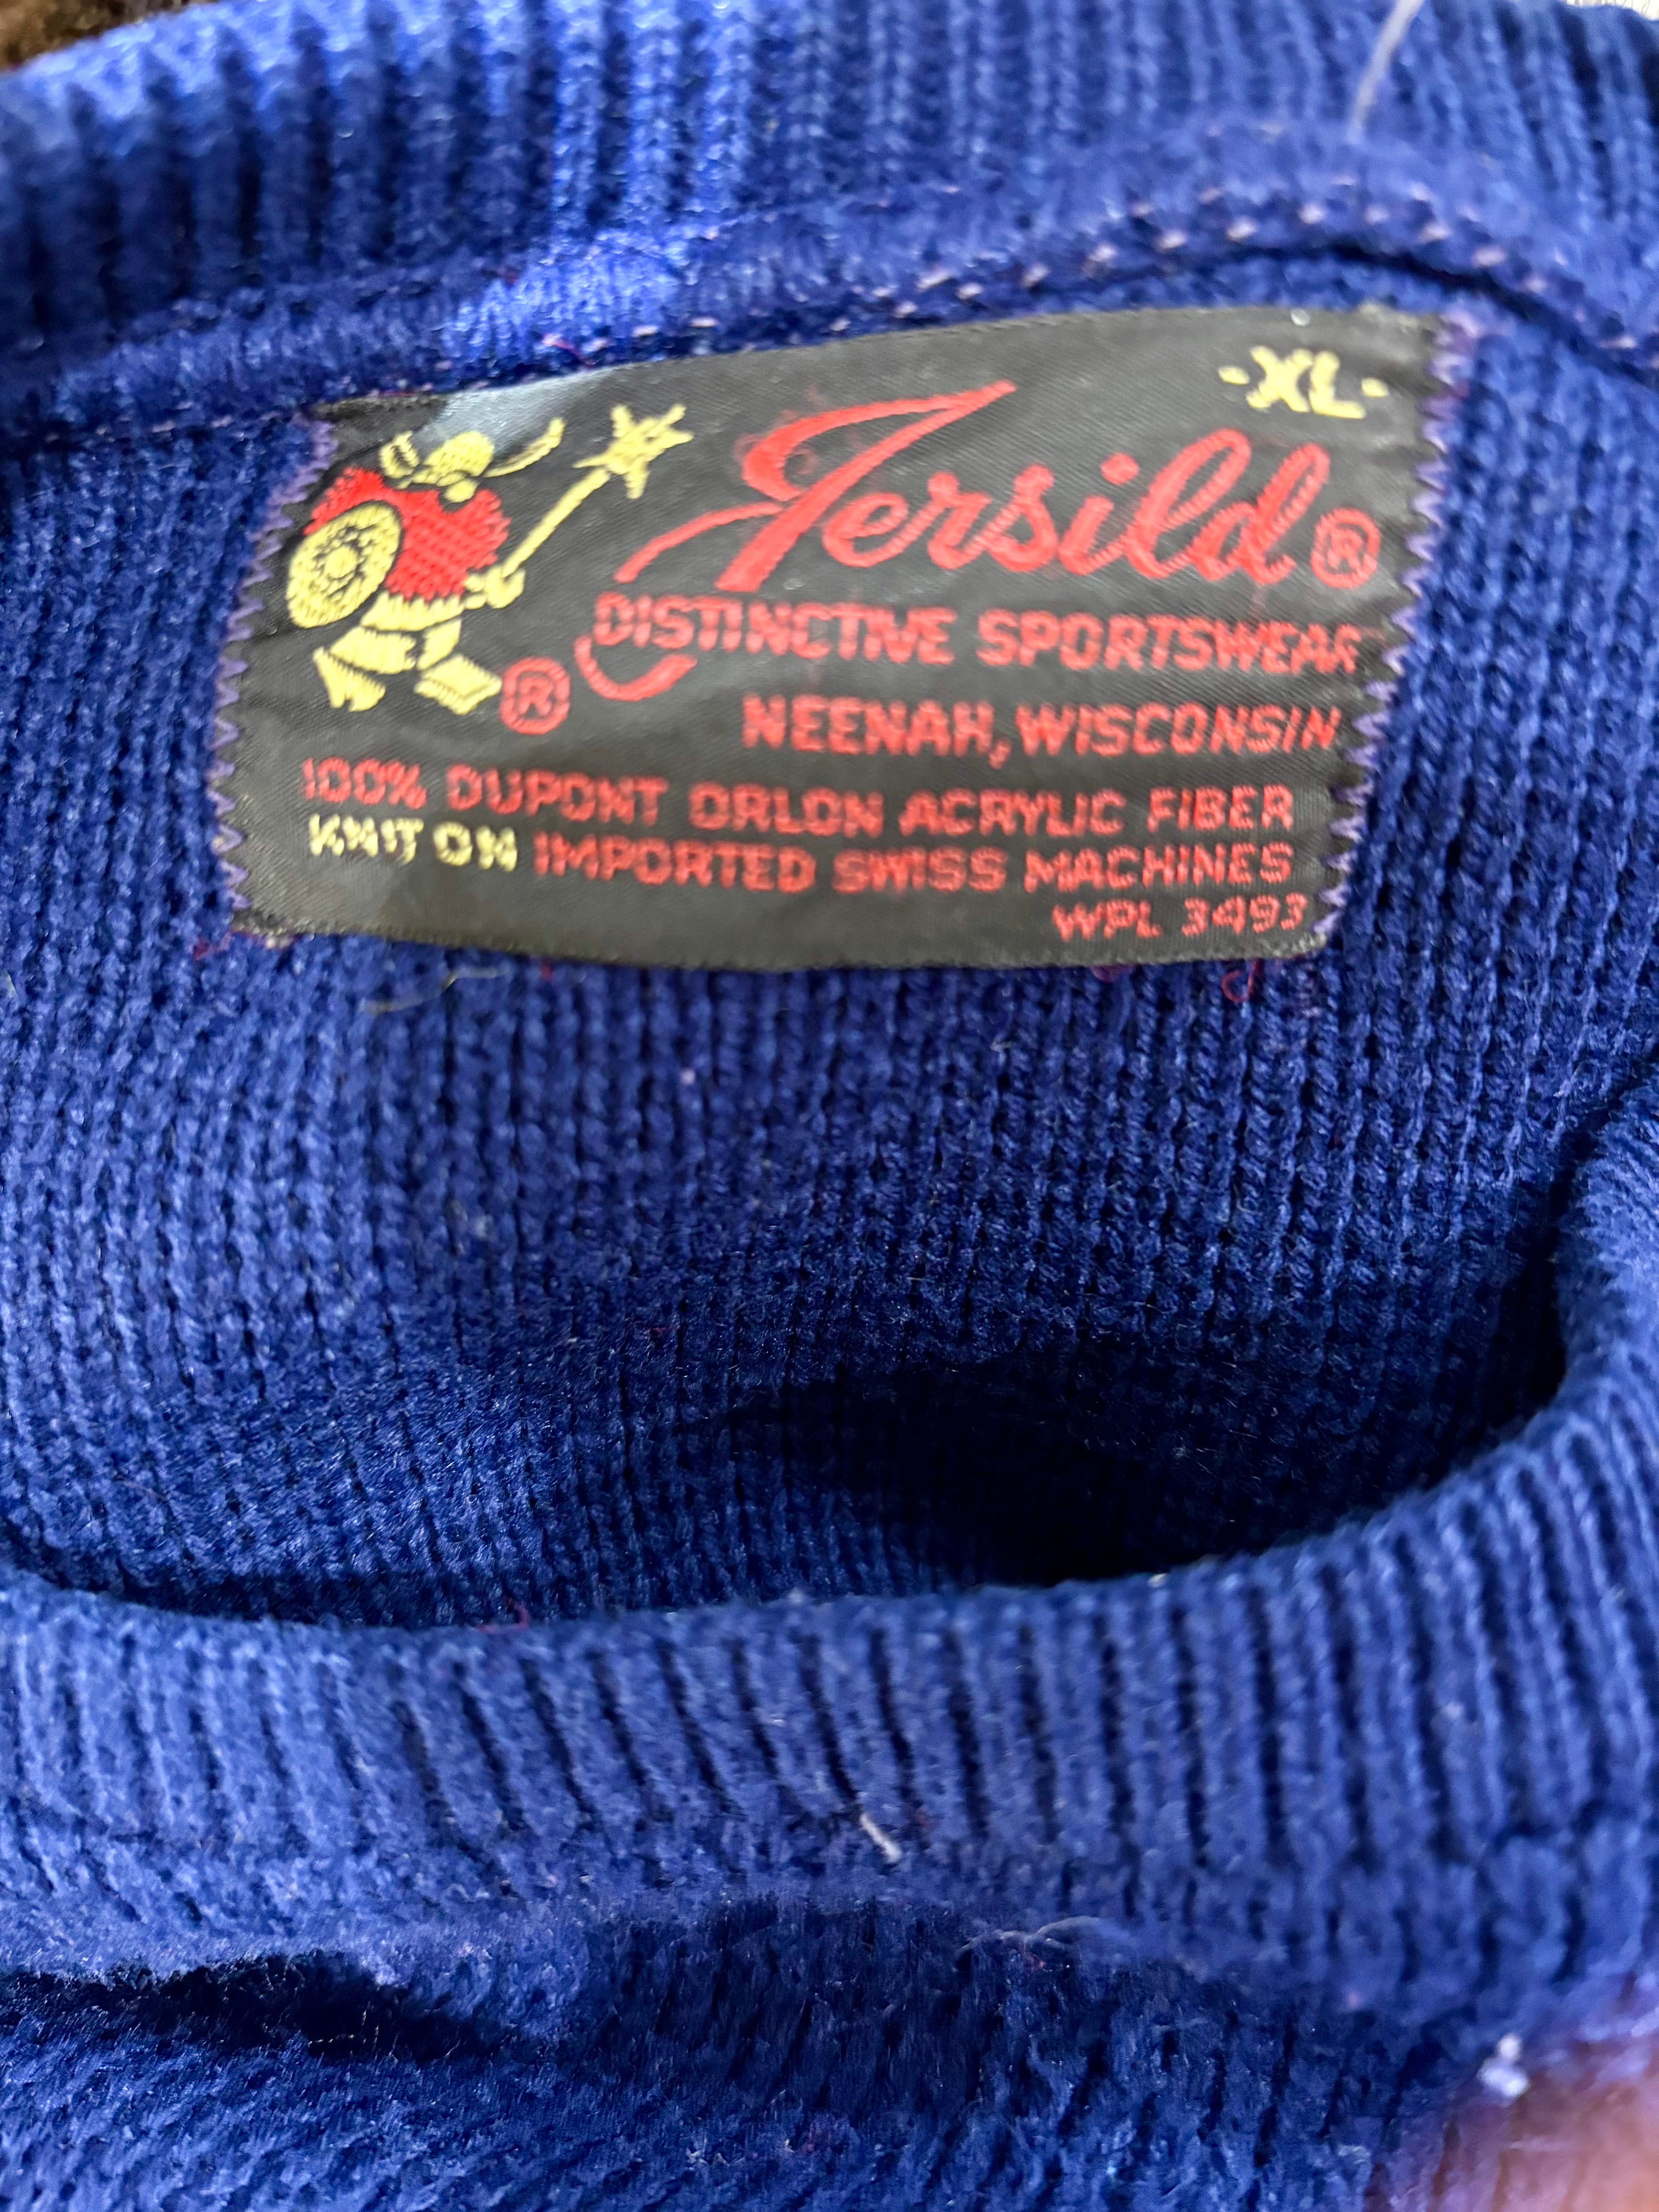 -XL-
Jersild®
DISTINCTIVE SPORTSWEAR
®
NEENAH, WISCONSIN
100% DUPONT ORLON ACRYLIC FIBER
KNIT ON IMPORTED SWISS MACHINES
WPL 3493